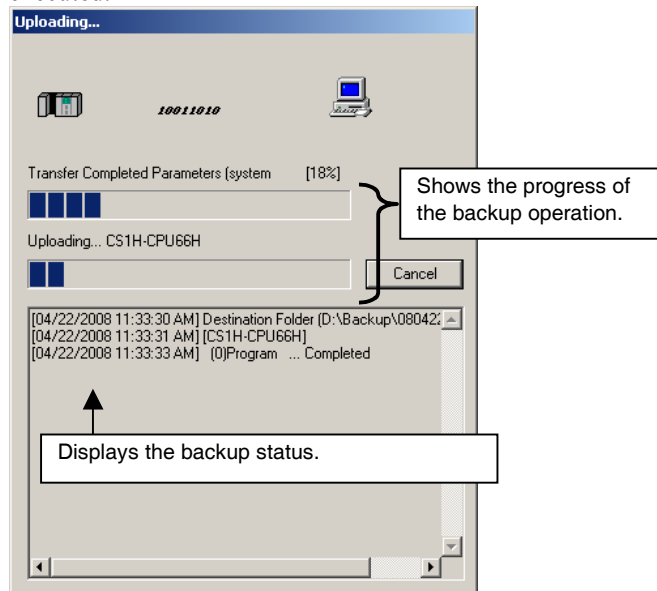 Uploading...
10011010
Transfer Completed Parameters (system [18%]
Shows the progress of
the backup operation.
Uploading... CS1H-CPU66H
Cancel
[04/22/2008 11:33:30 AM] Destination Folder (D:\Backup\080422
[04/22/2008 11:33:31 AM] [CS1H-CPU66H]
[04/22/2008 11:33:33 AM] (0)Program ... Completed
Displays the backup status.